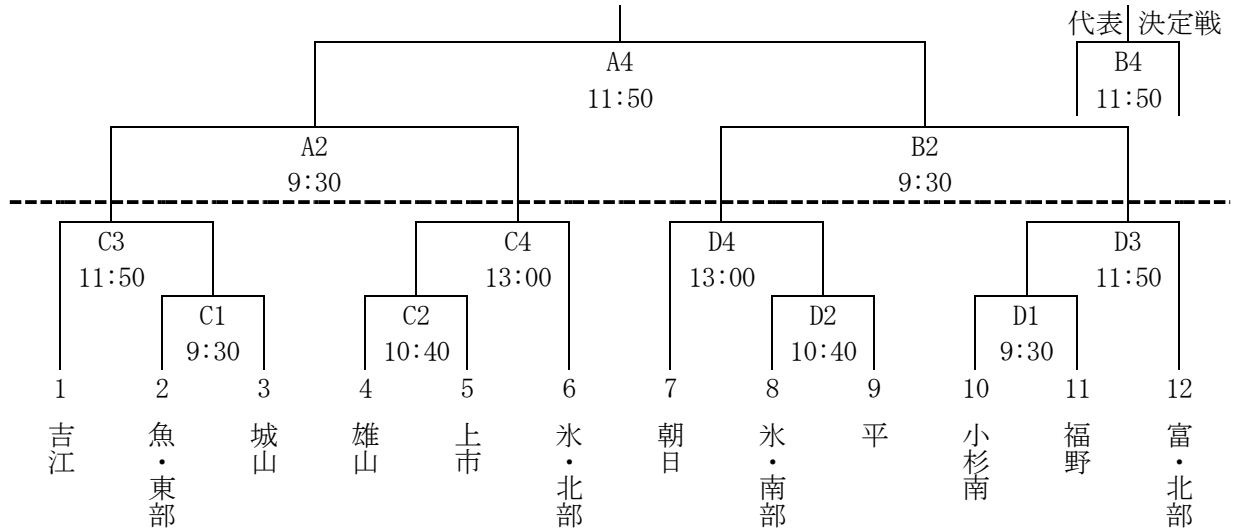 代表 決定戦
A4
B4
11:50
11:50
A2
B2
9:30
9:30
C3
C4
D4
D3
11:50
13:00
13:00
11:50
C1
C2
D2
D1
9:30
10:40
10:40
9:30
1
2
3
4
5
6
7
8
9
10
11
12
吉江
魚・東部
城山
雄山
上市
氷・北部
朝日
氷・南部
平
小杉南
福野
富・北部